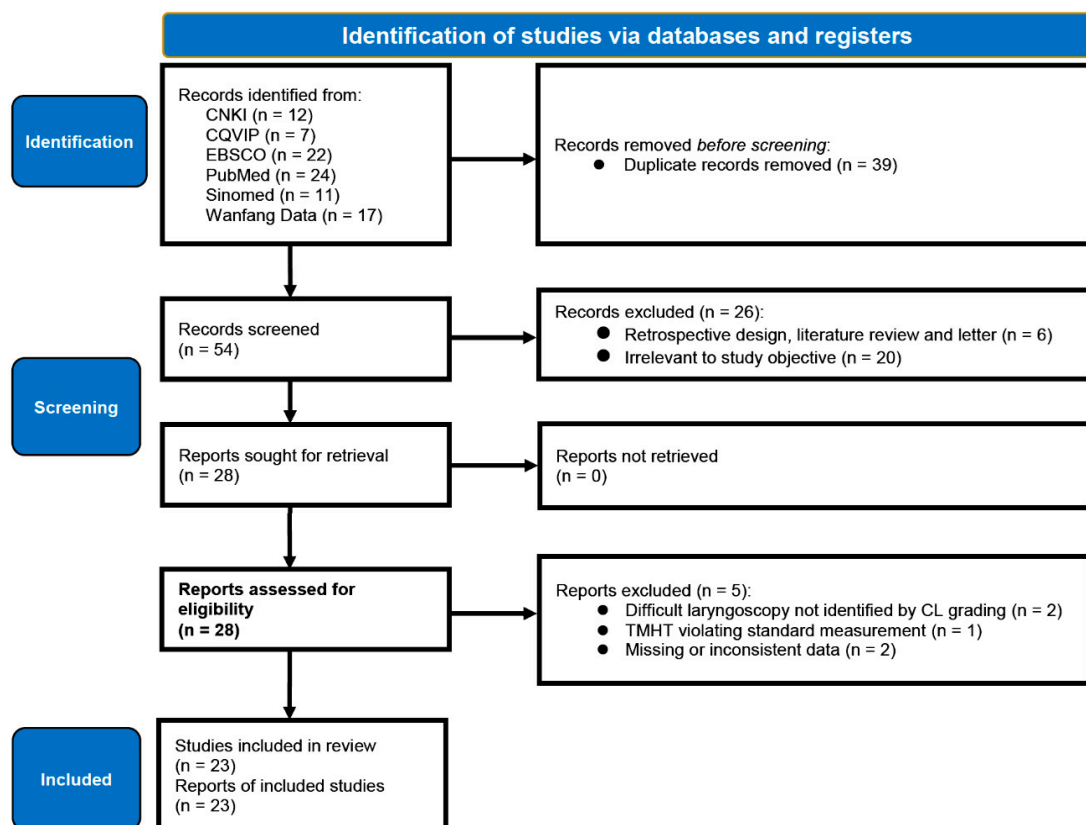 Identification of studies via databases and registers
Identification
Records identified from:
CNKI (n = 12)
CQVIP (n = 7)
EBSCO (n = 22)
PubMed (n = 24)
Sinomed (n = 11)
Wanfang Data (n = 17)
Records removed before screening:
● Duplicate records removed (n = 39)
Screening
Records screened
(n = 54)
Records excluded (n = 26):
● Retrospective design, literature review and letter (n = 6)
● Irrelevant to study objective (n = 20)
Reports sought for retrieval
(n = 28)
Reports not retrieved
(n = 0)
Reports assessed for
eligibility
(n = 28)
Reports excluded (n = 5):
● Difficult laryngoscopy not identified by CL grading (n = 2)
● TMHT violating standard measurement (n = 1)
● Missing or inconsistent data (n = 2)
Included
Studies included in review
(n = 23)
Reports of included studies
(n = 23)